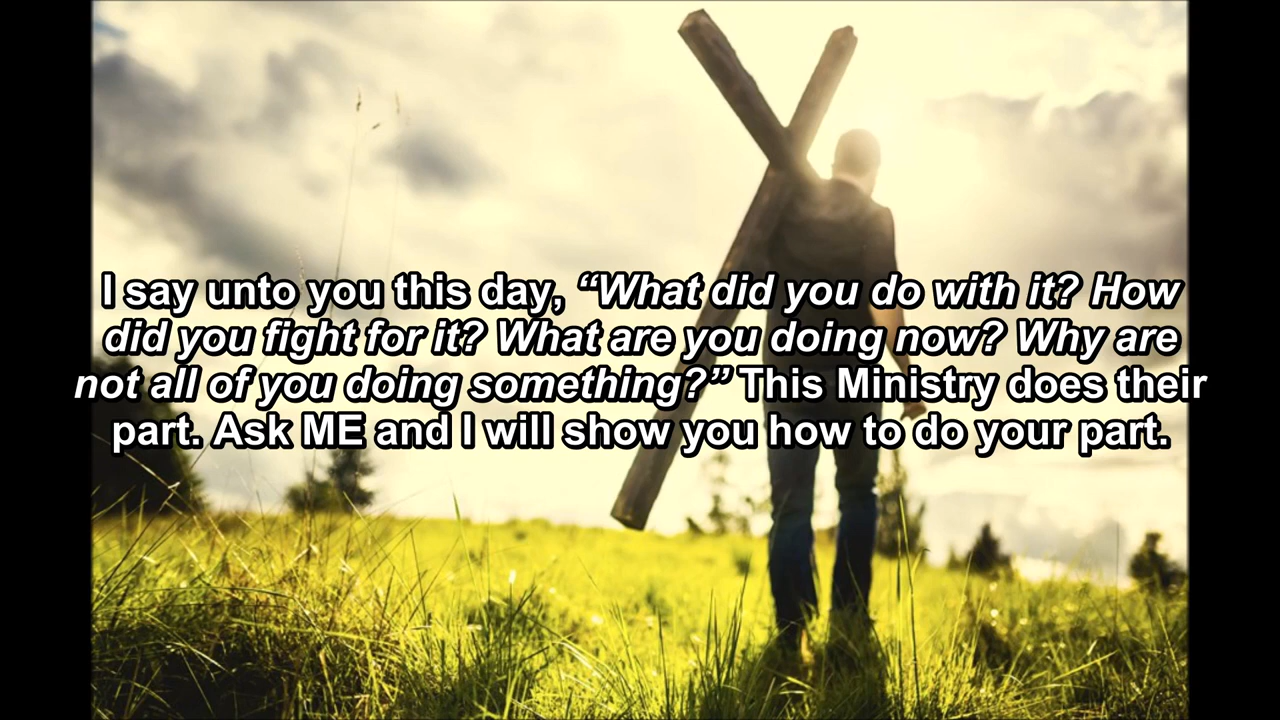 I say unto you this day, “What did you do with it? How
did you fight for it? What are you doing now? Why are
not all of you doing something?” This Ministry does their
part. Ask ME and I will show you how to do your part.